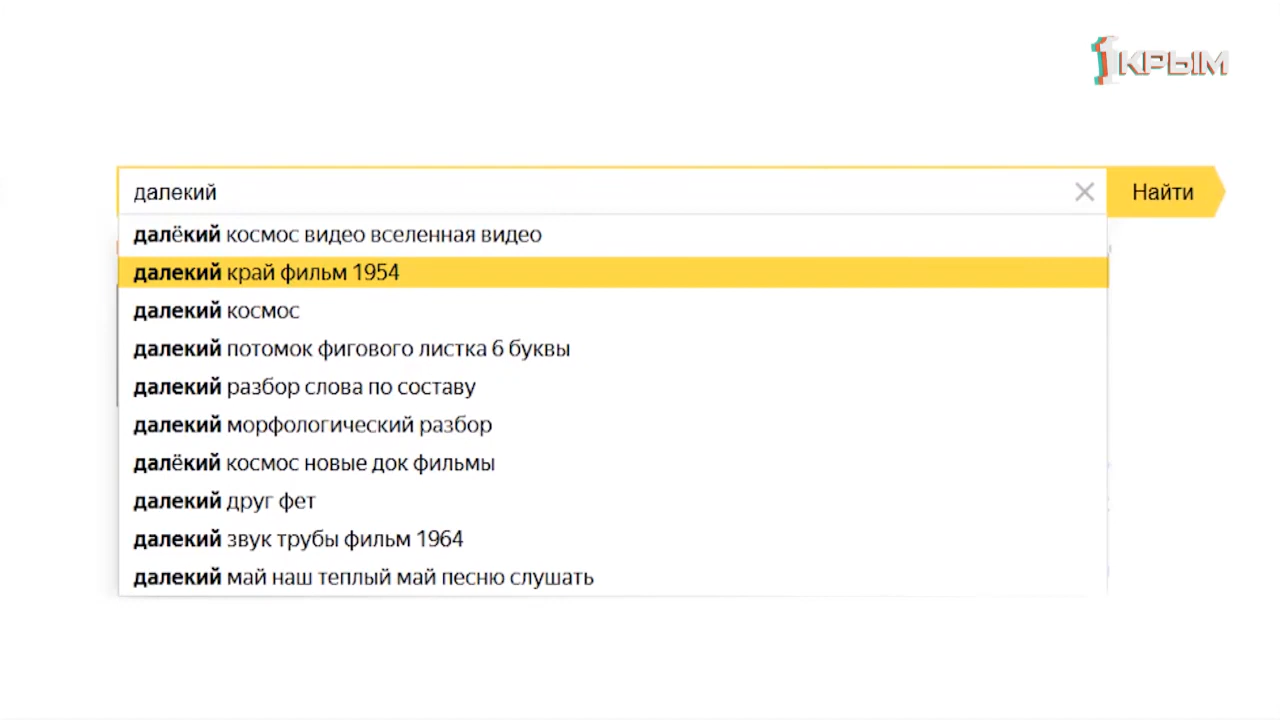 1КРЫМ
далекий
Найти
далёкий космос видео вселенная видео
далекий край фильм 1954
далекий космос
далекий потомок фигового листка 6 буквы
далекий разбор слова по составу
далекий морфологический разбор
далёкий космос новые док фильмы
далекий друг фет
далекий звук трубы фильм 1964
далекий май наш теплый май песню слушать